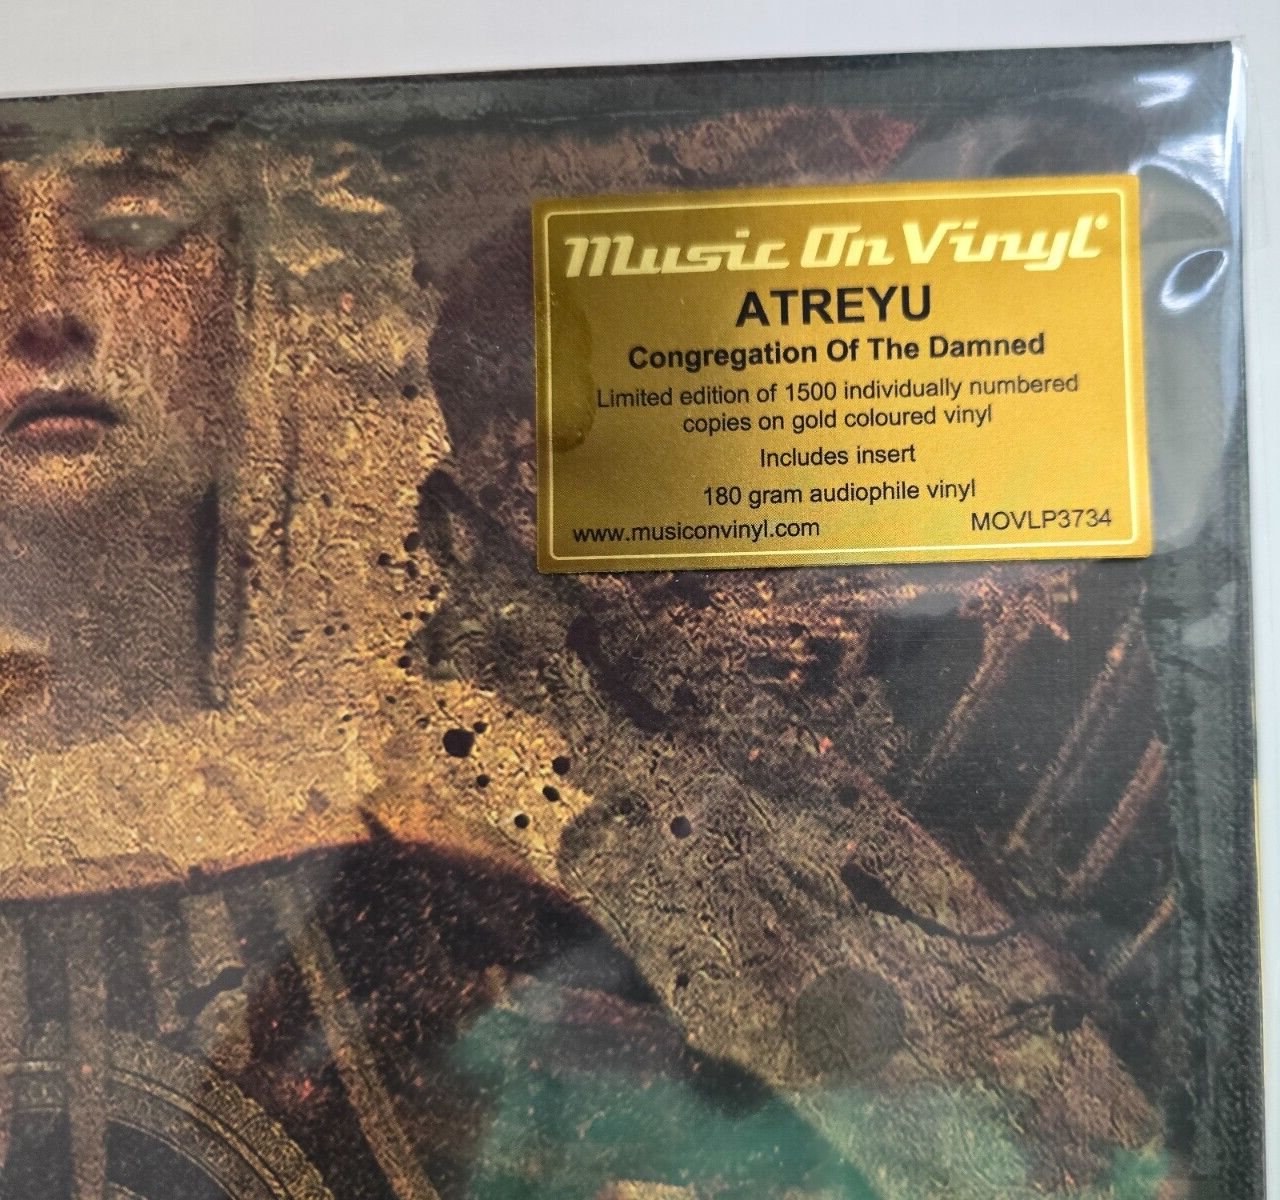 Music On Vinyl®
ATREYU
Congregation Of The Damned
Limited edition of 1500 individually numbered
copies on gold coloured vinyl
Includes insert
180 gram audiophile vinyl
www.musiconvinyl.com MOVLP3734